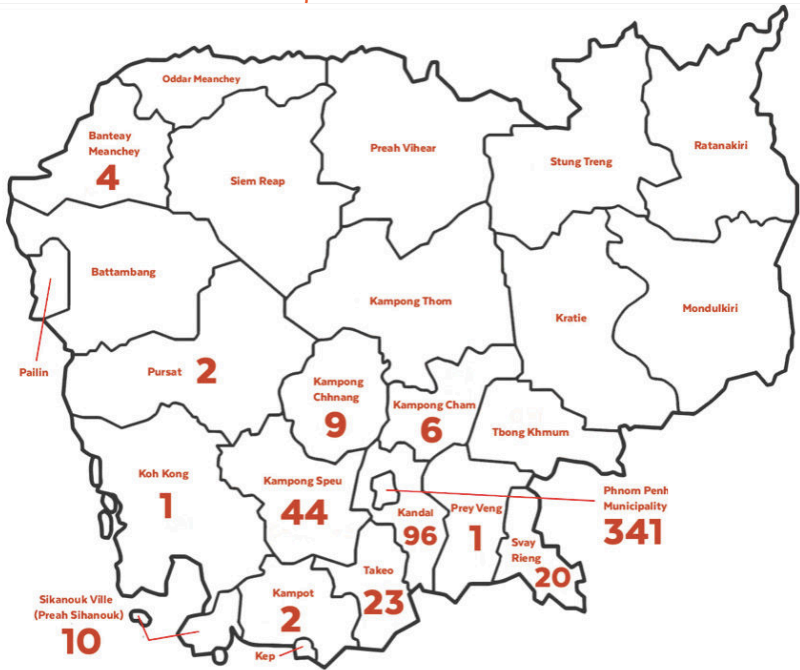 Oddar Meanchey
Banteay
Meanchey
4
Siem Reap
Preah Vihear
Stung Treng
Ratanakiri
Battambang
Kampong Thom
Kratie
Mondulkiri
Pailin
Pursat 2
Kampong
Chhnang
9
Kampong Cham
6
Tbong Khmum
Koh Kong
1
Kampong Speu
44
Kandal
96
Prey Veng
1
Phnom Penh
Municipality
341
Svay
Rieng
20
Takeo
23
Kampot
2
Sikanouk Ville
(Preah Sihanouk)
10
Kep